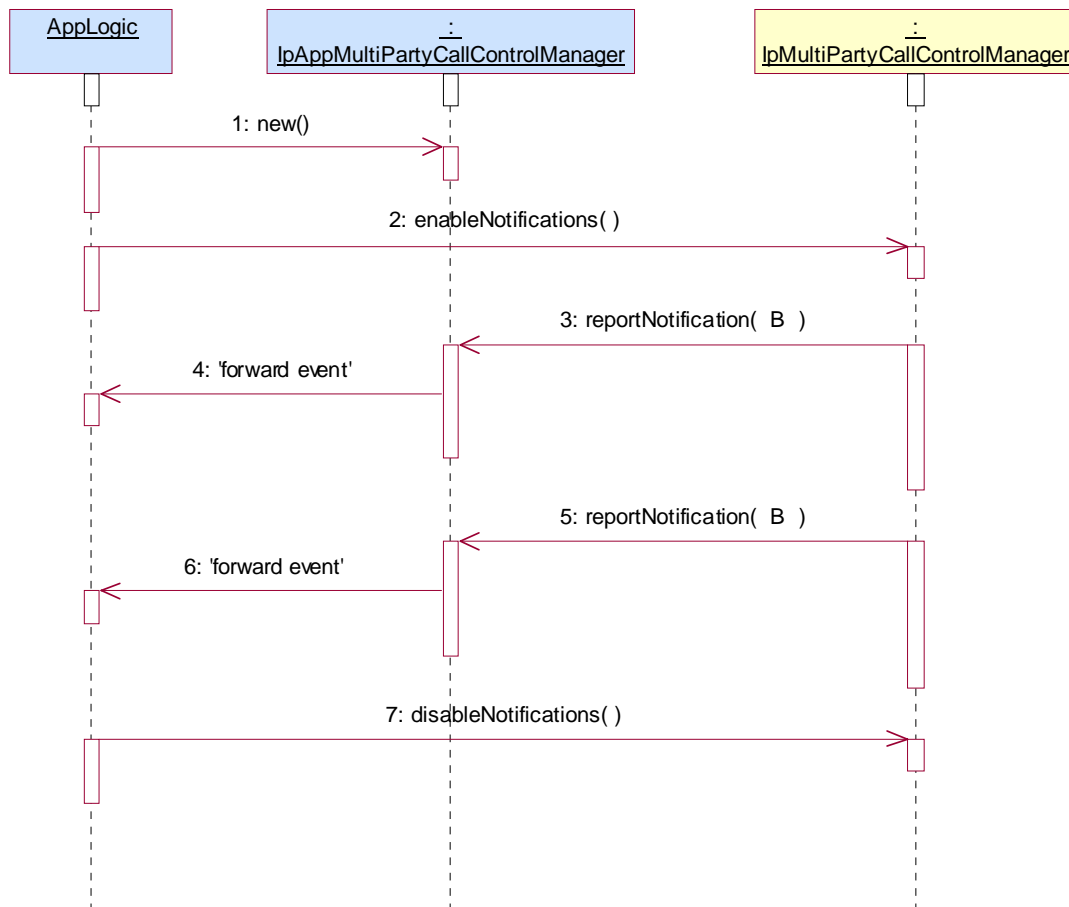 AppLogic
:
IpAppMultiPartyCallControlManager
:
IpMultiPartyCallControlManager
1: new()
2: enableNotifications( )
3: reportNotification( B )
4: 'forward event'
5: reportNotification( B )
6: 'forward event'
7: disableNotifications( )